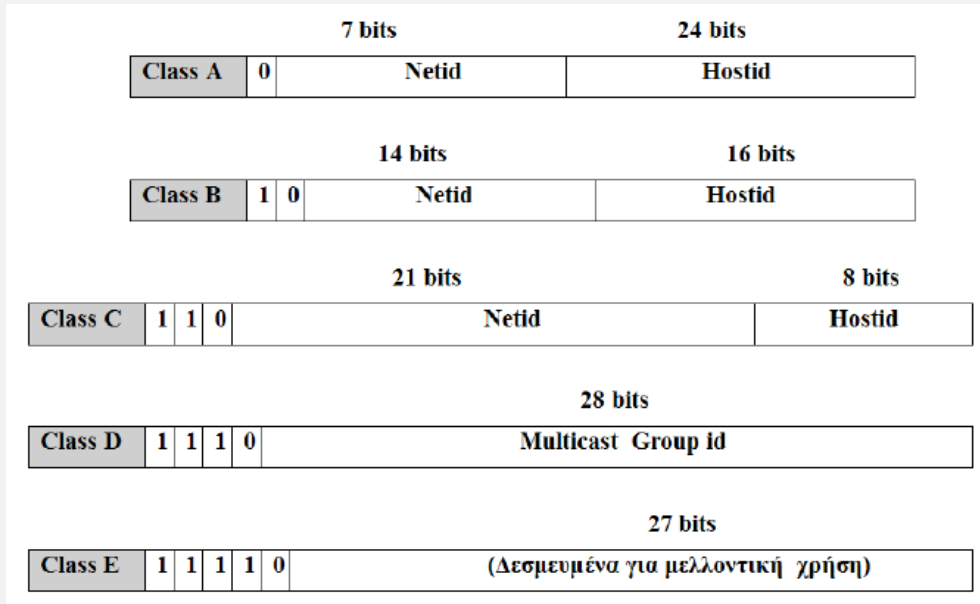 7 bits 24 bits
Class A 0 Netid Hostid
14 bits 16 bits
Class B 1 0 Netid Hostid
21 bits 8 bits
Class C 1 1 0 Netid Hostid
28 bits
Class D 1 1 1 0 Multicast Group id
27 bits
Class E 1 1 1 1 0 (Δεσμευμένα για μελλοντική χρήση)